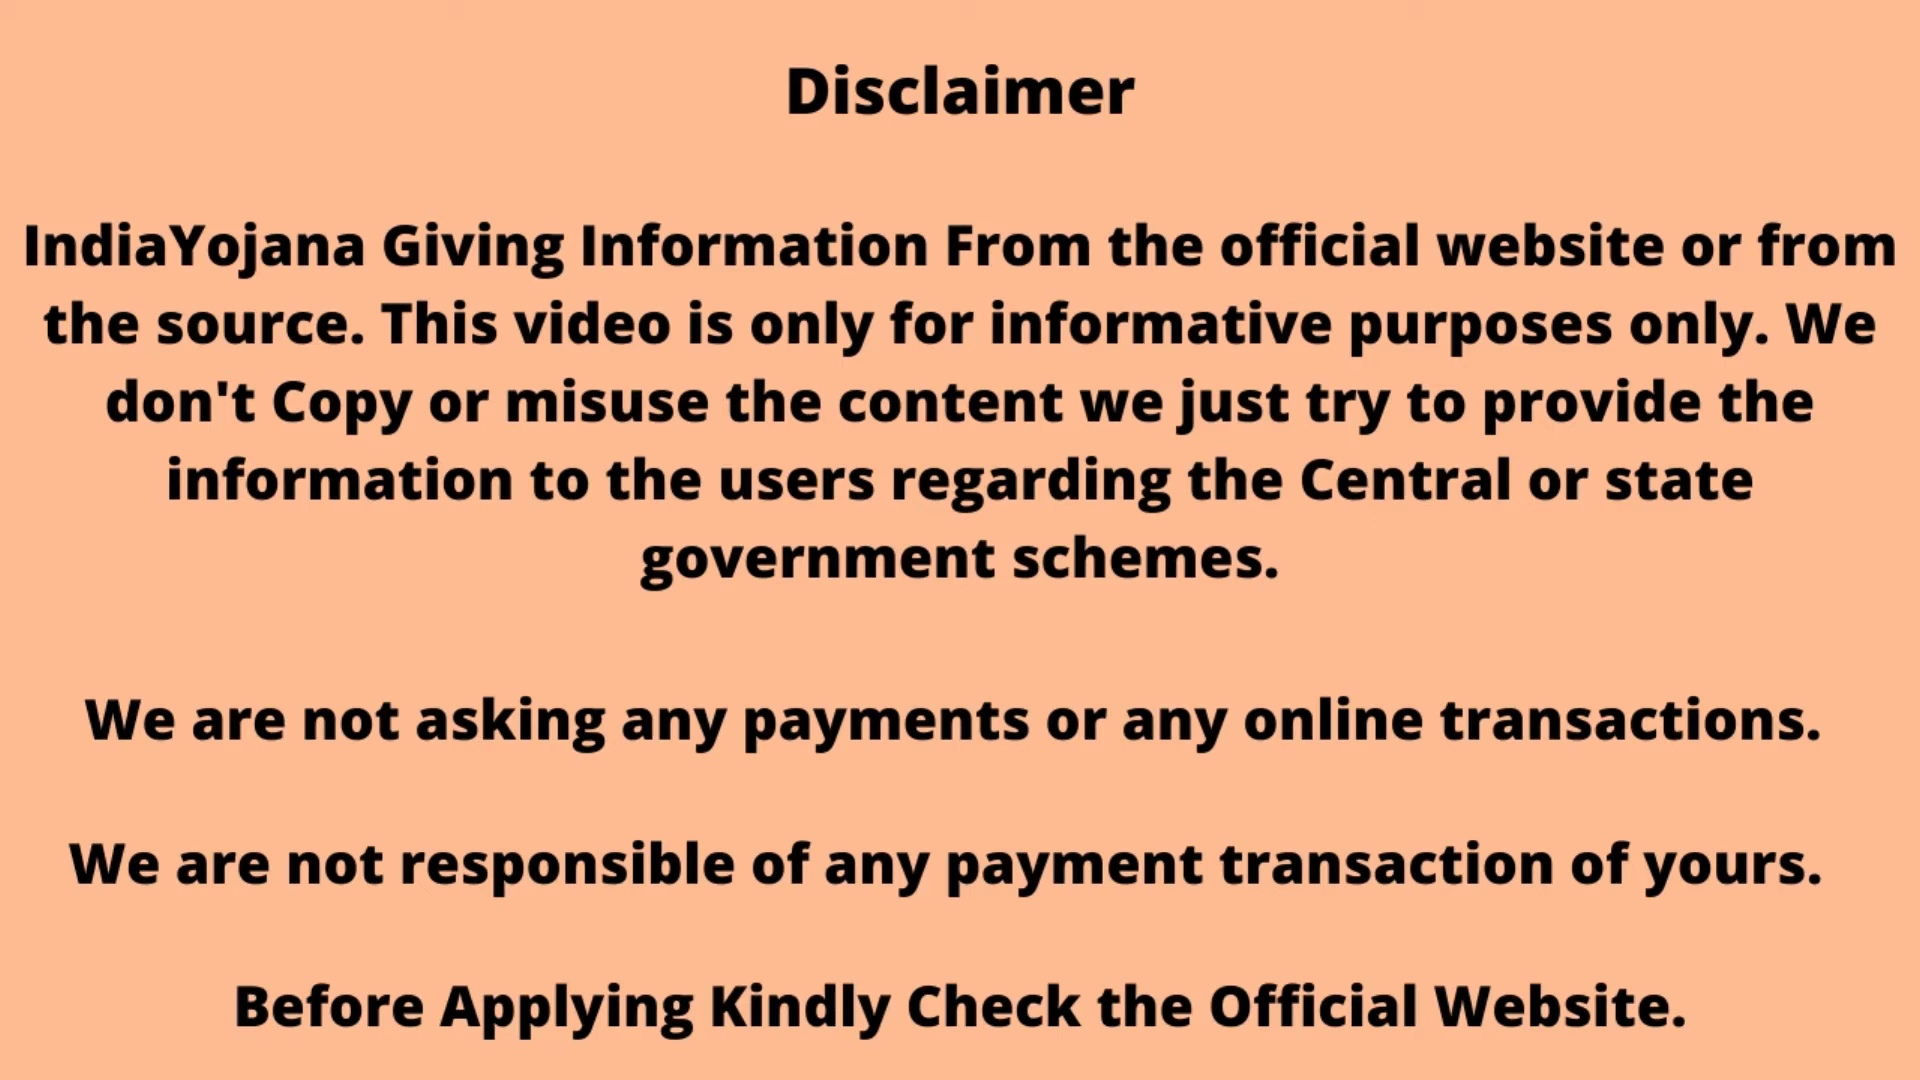 Disclaimer
IndiaYojana Giving Information From the official website or from
the source. This video is only for informative purposes only. We
don't Copy or misuse the content we just try to provide the
information to the users regarding the Central or state
government schemes.
We are not asking any payments or any online transactions.
We are not responsible of any payment transaction of yours.
Before Applying Kindly Check the Official Website.